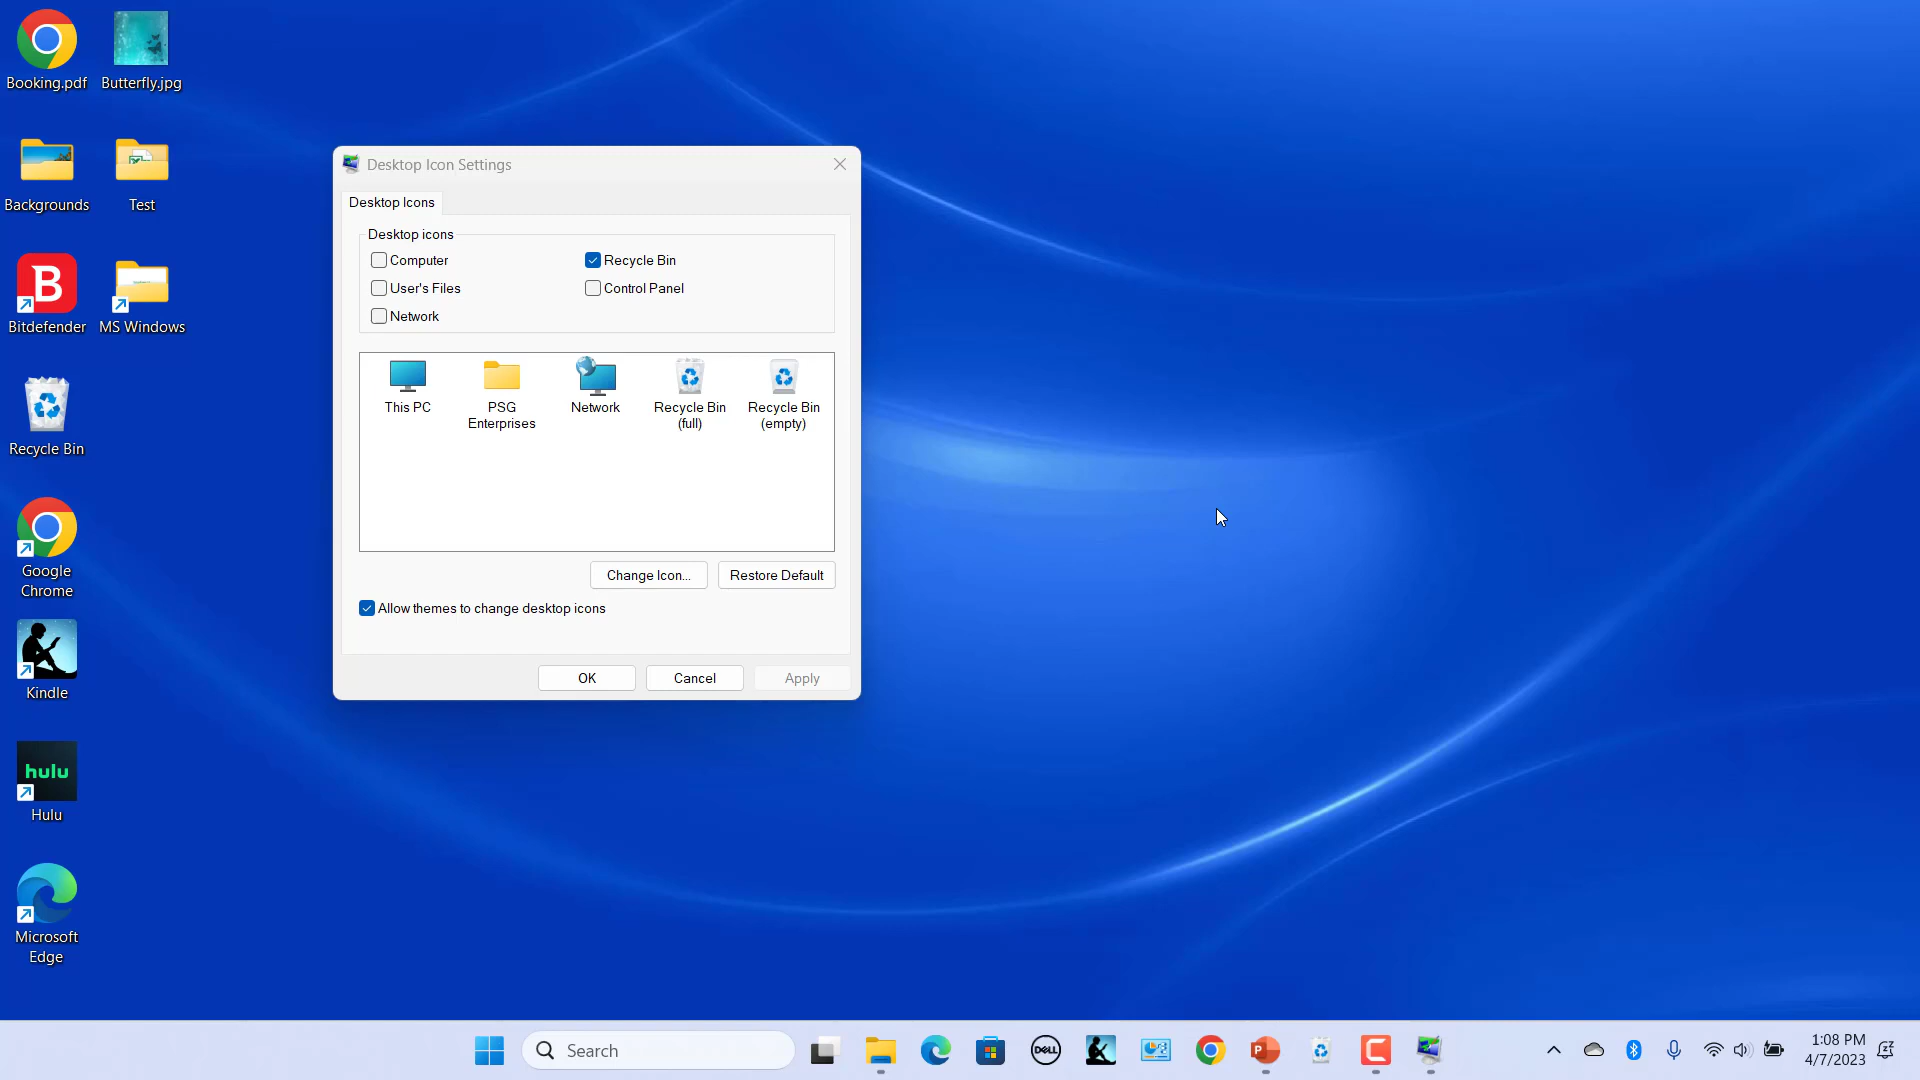 Booking.pdf
Butterfly.jpg
Backgrounds
Test
B
Bitdefender
MS Windows
Recycle Bin
Google
Chrome
Kindle
hulu
Hulu
Microsoft
Edge
Desktop Icon Settings
Desktop Icons
Desktop icons
Computer
Recycle Bin
User's Files
Control Panel
Network
This PC
PSG
Enterprises
Network
Recycle Bin
(full)
Recycle Bin
(empty)
Change Icon...
Restore Default
Allow themes to change desktop icons
OK
Cancel
Apply
Search
DELL
P
C
1:08 PM
4/7/2023